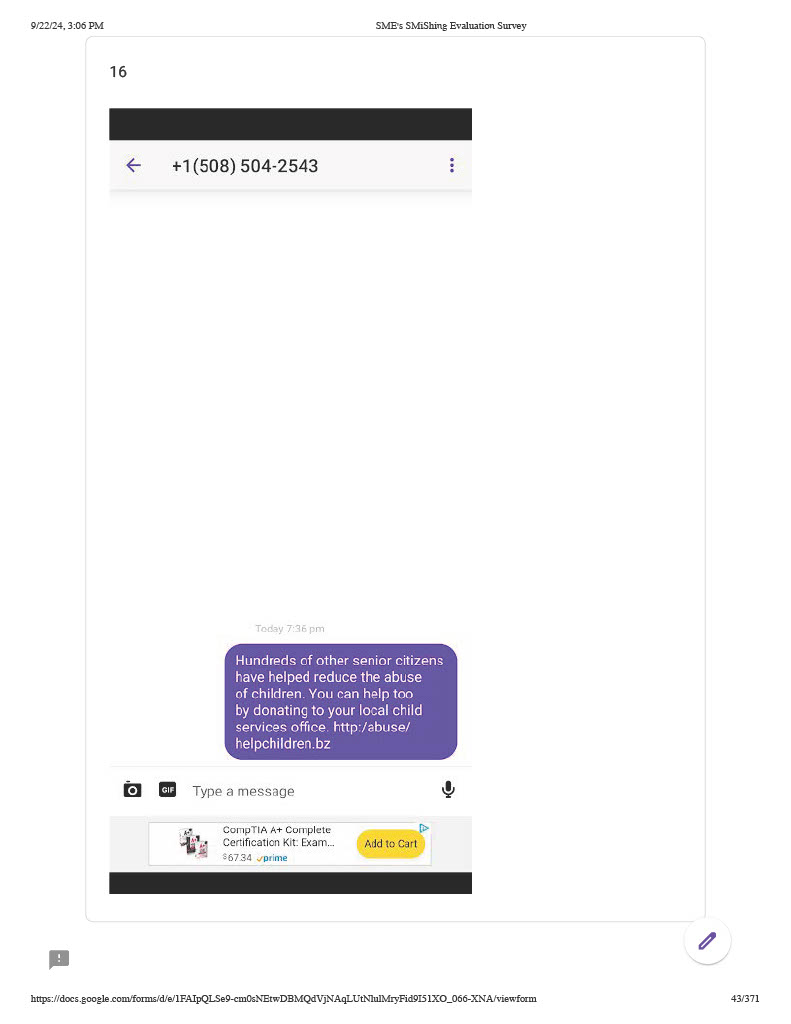 9/22/24, 3:06 PM
SME's SMiShing Evaluation Survey
16
+1(508) 504-2543
Today 7:36 pm
Hundreds of other senior citizens
have helped reduce the abuse
of children. You can help too
by donating to your local child
services office. http:/abuse/
helpchildren.bz
GIF
Type a message
CompTIA A+ Complete
Certification Kit: Exam...
$67.34 prime
Add to Cart
https://docs.google.com/forms/d/e/1FAIpQLSe9-cm0sNEtwDBMQdVjNAqLUtNlulMryFid9I51XO_066-XNA/viewform
43/371